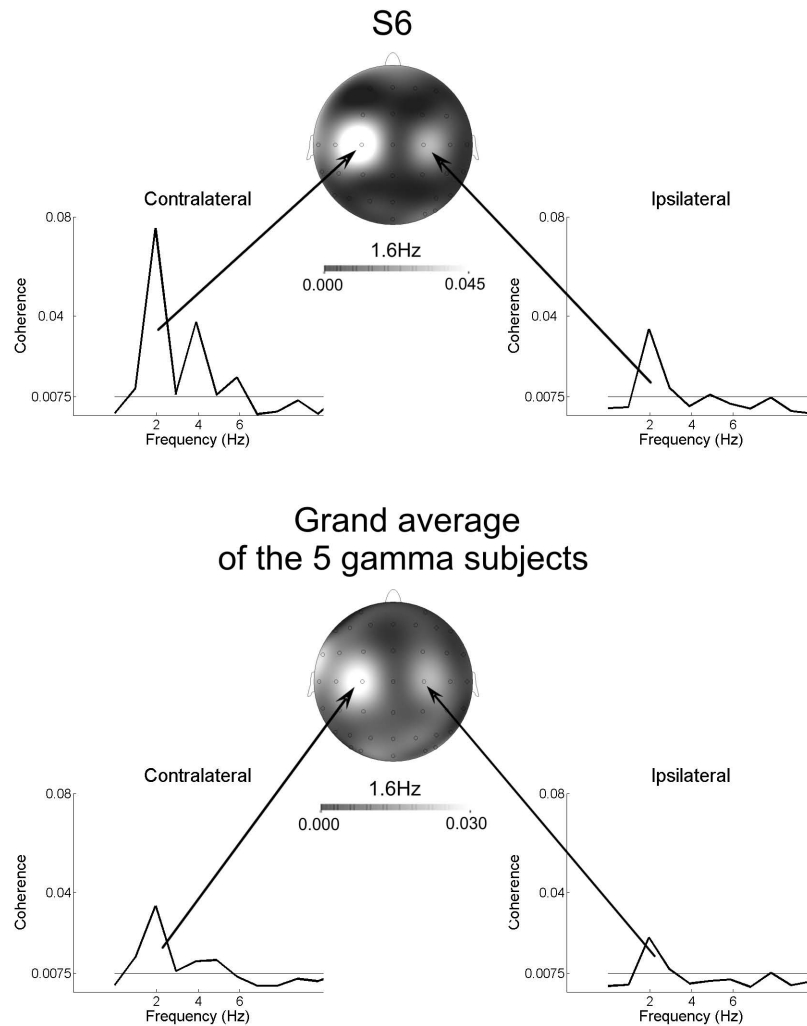 S6
Contralateral
Ipsilateral
1.6Hz
0.000 0.045
Coherence
0.08
0.04
0.0075
2 4 6
Frequency (Hz)
Coherence
0.08
0.04
0.0075
2 4 6
Frequency (Hz)
Grand average
of the 5 gamma subjects
Contralateral
Ipsilateral
1.6Hz
0.000 0.030
Coherence
0.08
0.04
0.0075
2 4 6
Frequency (Hz)
Coherence
0.08
0.04
0.0075
2 4 6
Frequency (Hz)